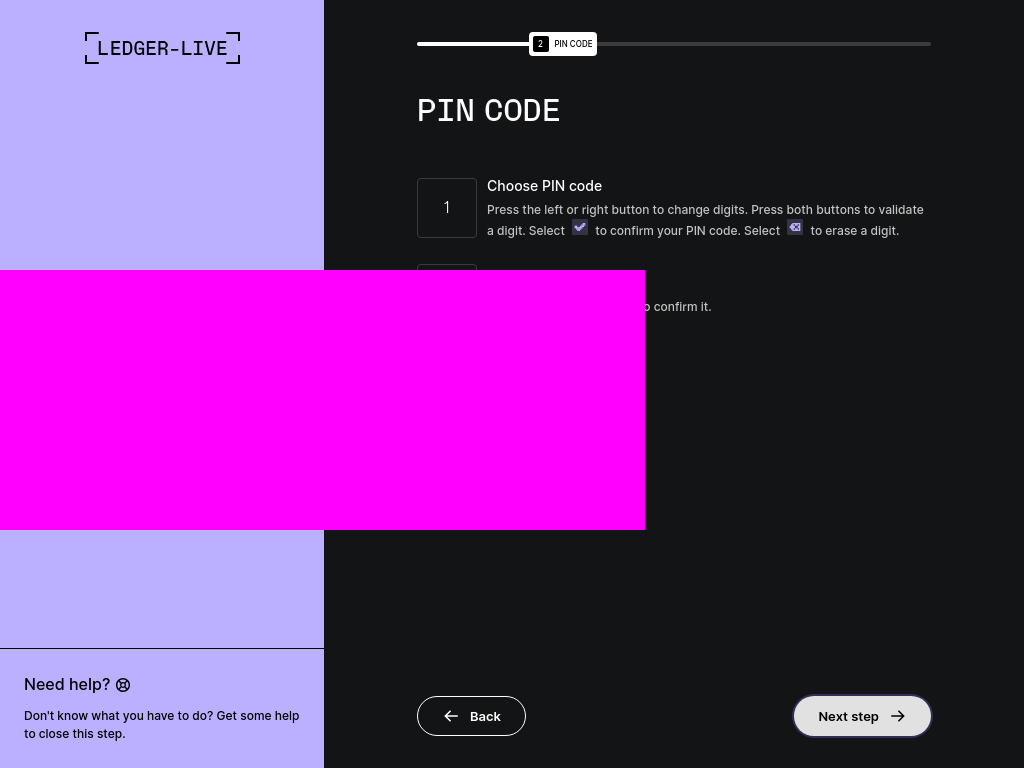 LEDGER-LIVE
2 PIN CODE
PIN CODE
1
Choose PIN code
Press the left or right button to change digits. Press both buttons to validate
a digit. Select to confirm your PIN code. Select to erase a digit.
confirm it.
Need help?
Don't know what you have to do? Get some help
to close this step.
Back
Next step